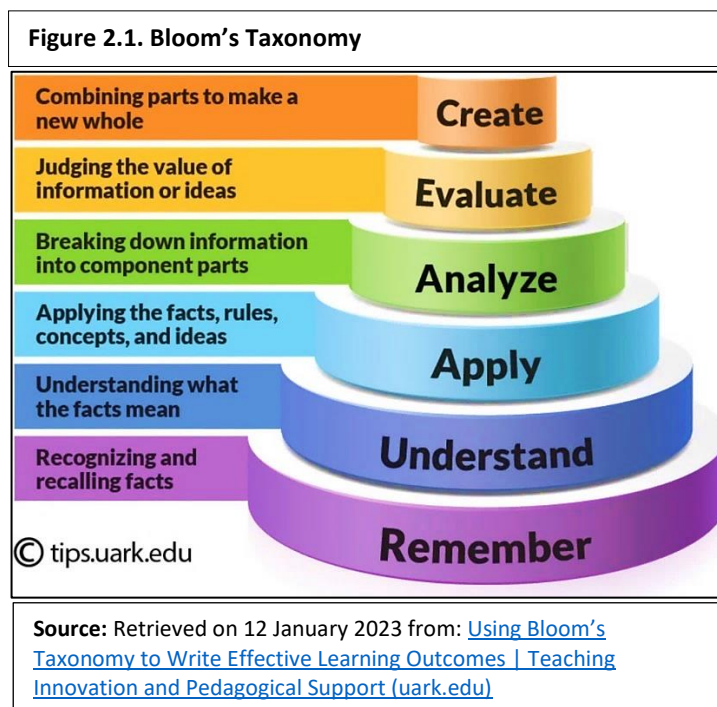 Figure 2.1. Bloom's Taxonomy
Combining parts to make a
new whole
Create
Judging the value of
information or ideas
Evaluate
Breaking down information
into component parts
Analyze
Applying the facts, rules,
concepts, and ideas
Apply
Understanding what
the facts mean
Understand
Recognizing and
recalling facts
Remember
© tips.uark.edu
Source: Retrieved on 12 January 2023 from: Using Bloom's
Taxonomy to Write Effective Learning Outcomes | Teaching
Innovation and Pedagogical Support (uark.edu)